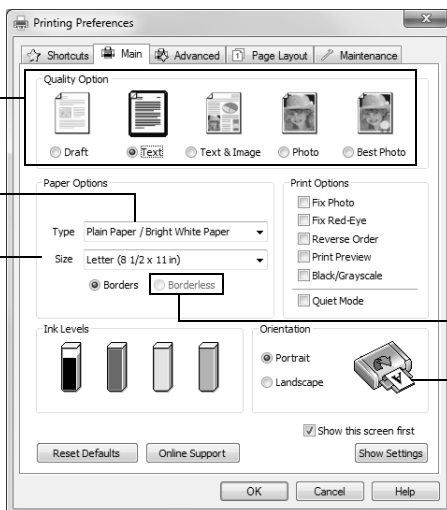 Printing Preferences
Shortcuts Main Advanced 1 Page Layout Maintenance
Quality Option
Draft Text Text & Image Photo Best Photo
Paper Options
Type Plain Paper / Bright White Paper
Size Letter (8 1/2 x 11 in)
Borders Borderless
Print Options
Fix Photo
Fix Red-Eye
Reverse Order
Print Preview
Black/Grayscale
Quiet Mode
Ink Levels
Orientation
Portrait
Landscape
A
Show this screen first
Reset Defaults Online Support Show Settings
OK Cancel Help